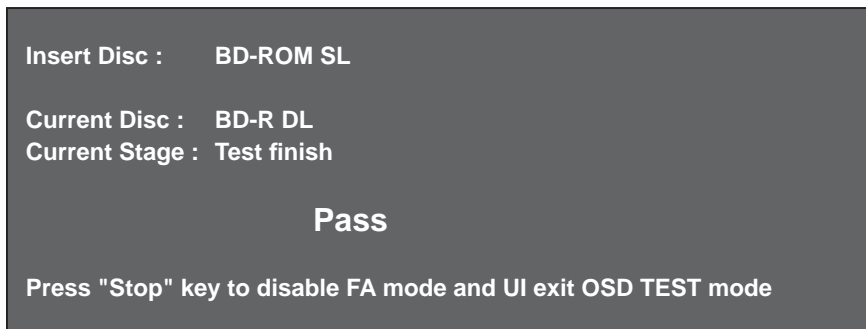 Insert Disc : BD-ROM SL
Current Disc : BD-R DL
Current Stage : Test finish
Pass
Press "Stop" key to disable FA mode and UI exit OSD TEST mode